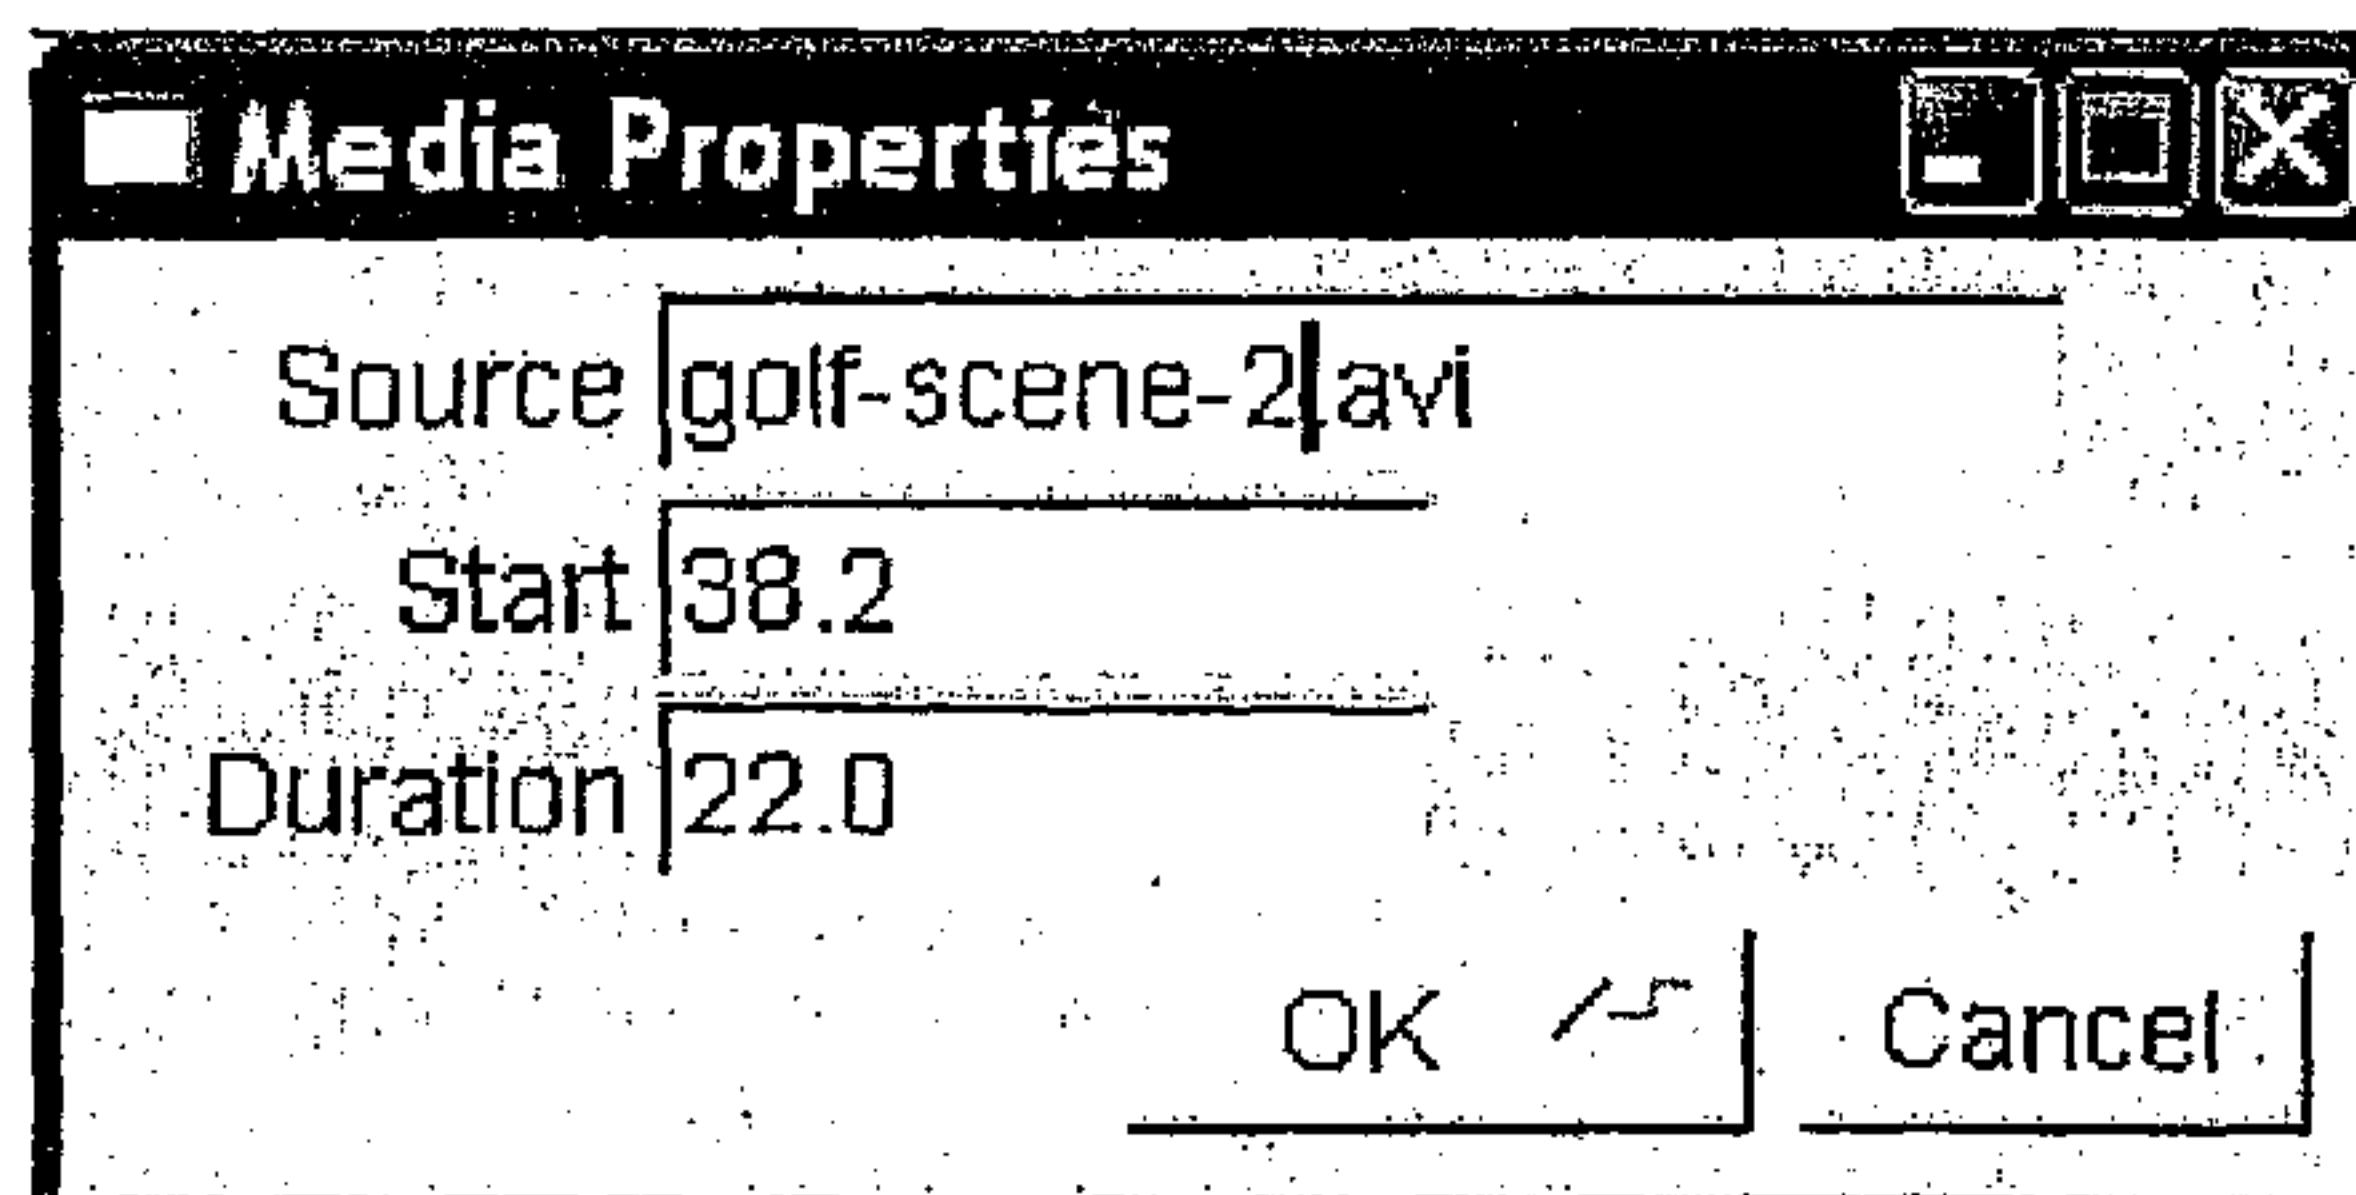 Media Properties
Source golf-scene-2.avi
Start 38.2
Duration 22.0
OK Cancel